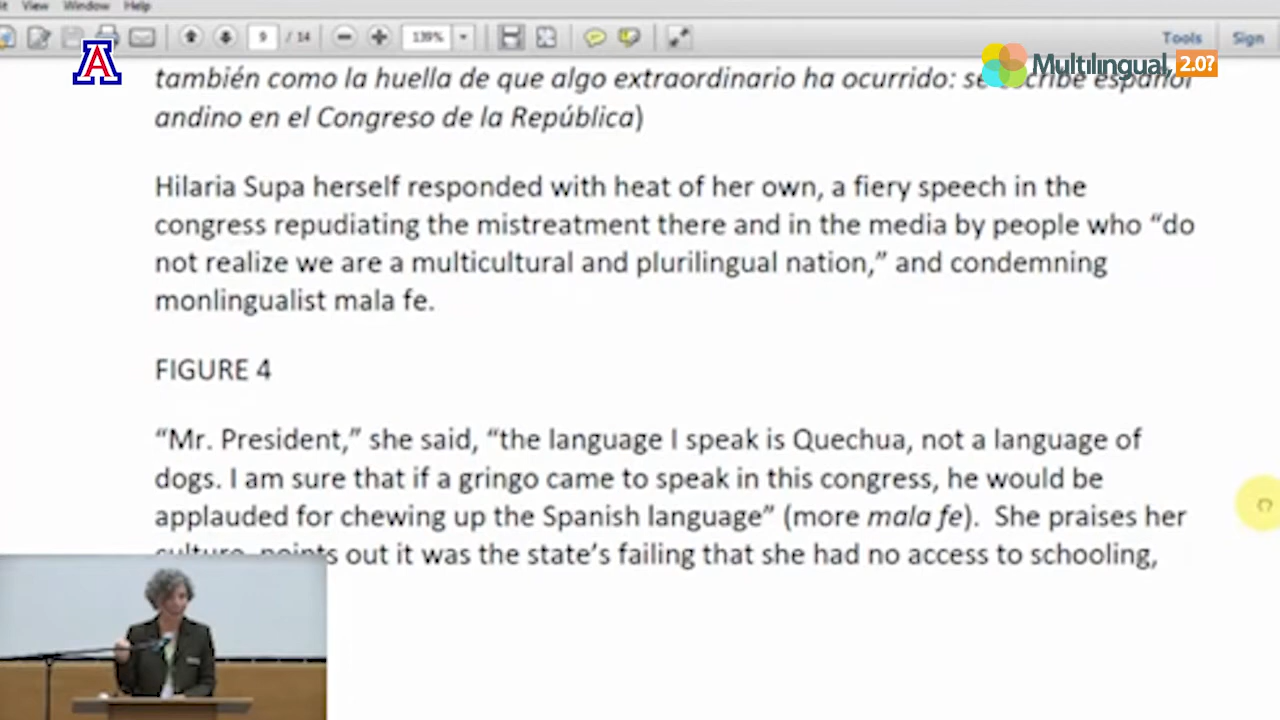 View Window Help
9 / 14 139% Tools Sign
A
Multilingual, 2.0?
también como la huella de que algo extraordinario ha ocurrido: se escribe español
andino en el Congreso de la República)
Hilaria Supa herself responded with heat of her own, a fiery speech in the
congress repudiating the mistreatment there and in the media by people who “do
not realize we are a multicultural and plurilingual nation,” and condemning
monlingualist mala fe.
FIGURE 4
“Mr. President,” she said, “the language I speak is Quechua, not a language of
dogs. I am sure that if a gringo came to speak in this congress, he would be
applauded for chewing up the Spanish language” (more mala fe). She praises her
culture, points out it was the state’s failing that she had no access to schooling,